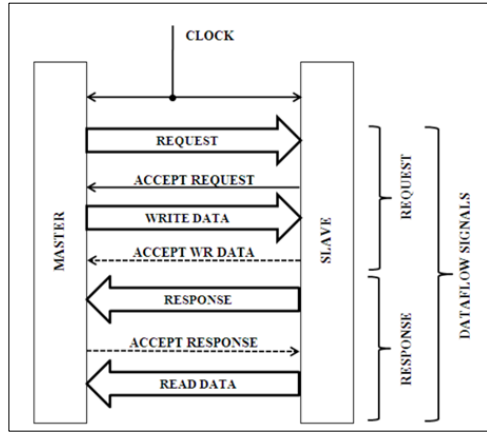 CLOCK
REQUEST
ACCEPT REQUEST
WRITE DATA
ACCEPT WR DATA
RESPONSE
ACCEPT RESPONSE
READ DATA
MASTER
SLAVE
REQUEST
RESPONSE
DATAFLOW SIGNALS